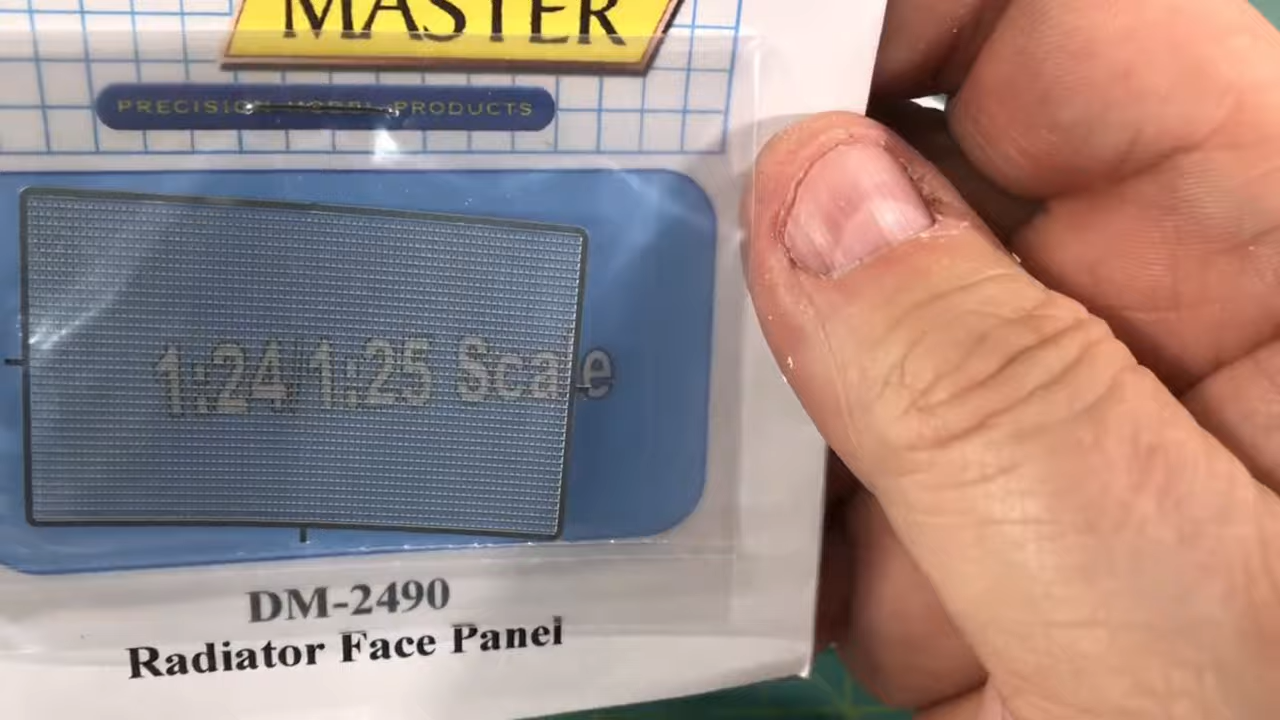 MASTER
PRECISION MODEL PRODUCTS
1:24/1:25 Scale
DM-2490
Radiator Face Panel